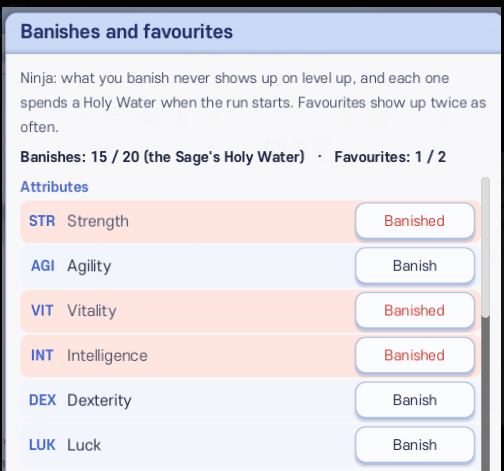 Banishes and favourites
Ninja: what you banish never shows up on level up, and each one
spends a Holy Water when the run starts. Favourites show up twice as
often.
Banishes: 15 / 20 (the Sage's Holy Water) · Favourites: 1 / 2
Attributes
STR Strength Banished
AGI Agility Banish
VIT Vitality Banished
INT Intelligence Banished
DEX Dexterity Banish
LUK Luck Banish